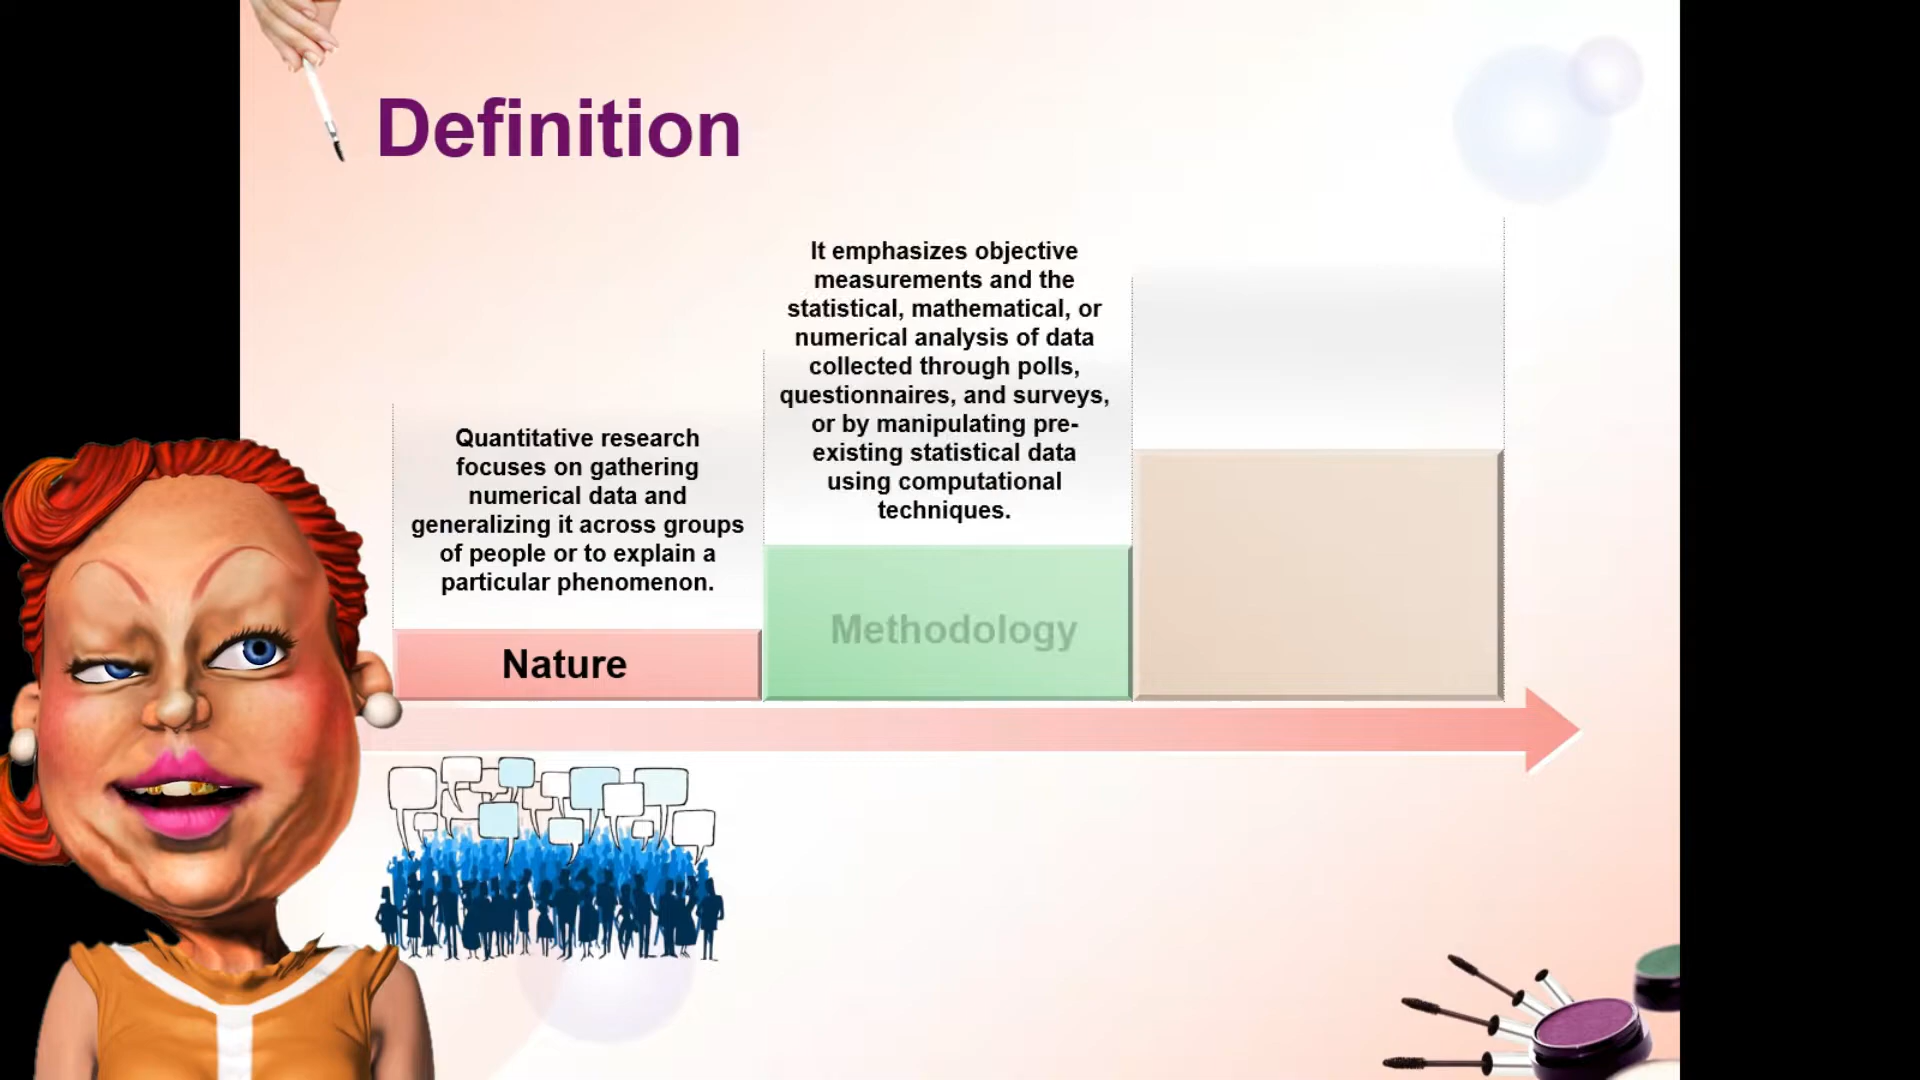 Definition
Quantitative research
focuses on gathering
numerical data and
generalizing it across groups
of people or to explain a
particular phenomenon.
Nature
It emphasizes objective
measurements and the
statistical, mathematical, or
numerical analysis of data
collected through polls,
questionnaires, and surveys,
or by manipulating pre-
existing statistical data
using computational
techniques.
Methodology